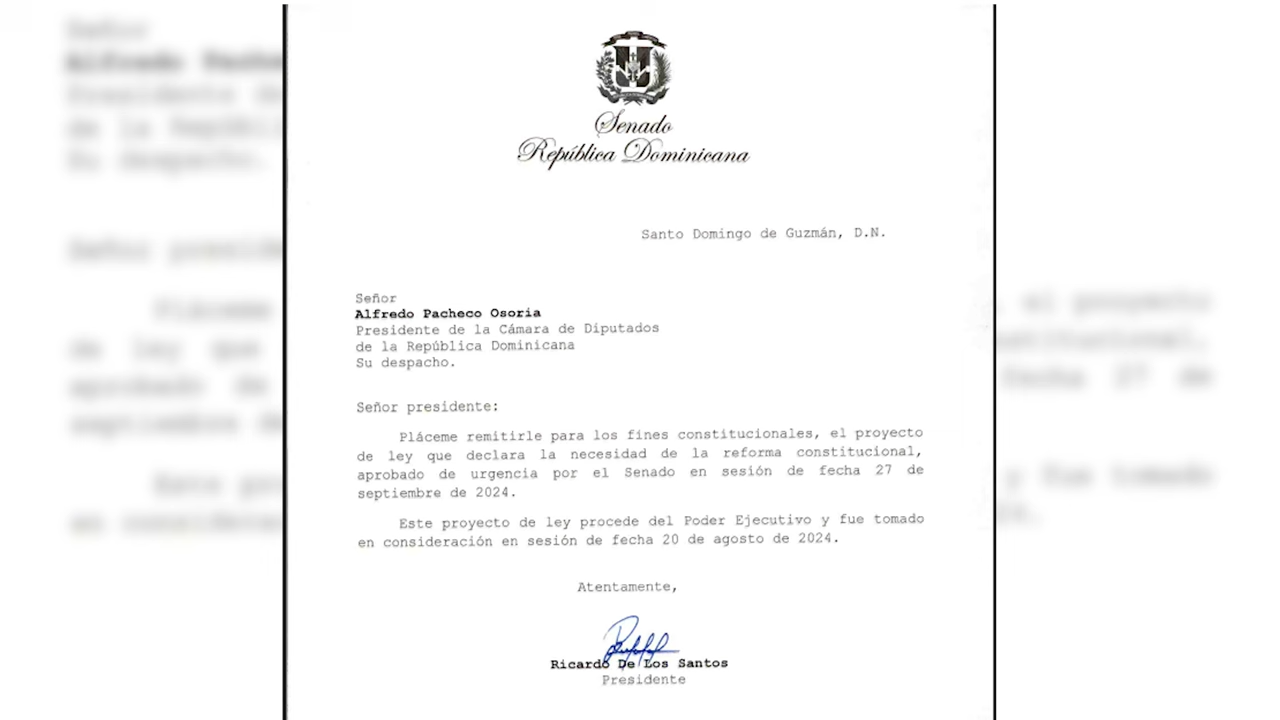 Senado
República Dominicana
Santo Domingo de Guzmán, D.N.
Señor
Alfredo Pacheco Osoria
Presidente de la Cámara de Diputados
de la República Dominicana
Su despacho.
Señor presidente:
Pláceme remitirle para los fines constitucionales, el proyecto
de ley que declara la necesidad de la reforma constitucional,
aprobado de urgencia por el Senado en sesión de fecha 27 de
septiembre de 2024.
Este proyecto de ley procede del Poder Ejecutivo y fue tomado
en consideración en sesión de fecha 20 de agosto de 2024.
Atentamente,
Ricardo De Los Santos
Presidente